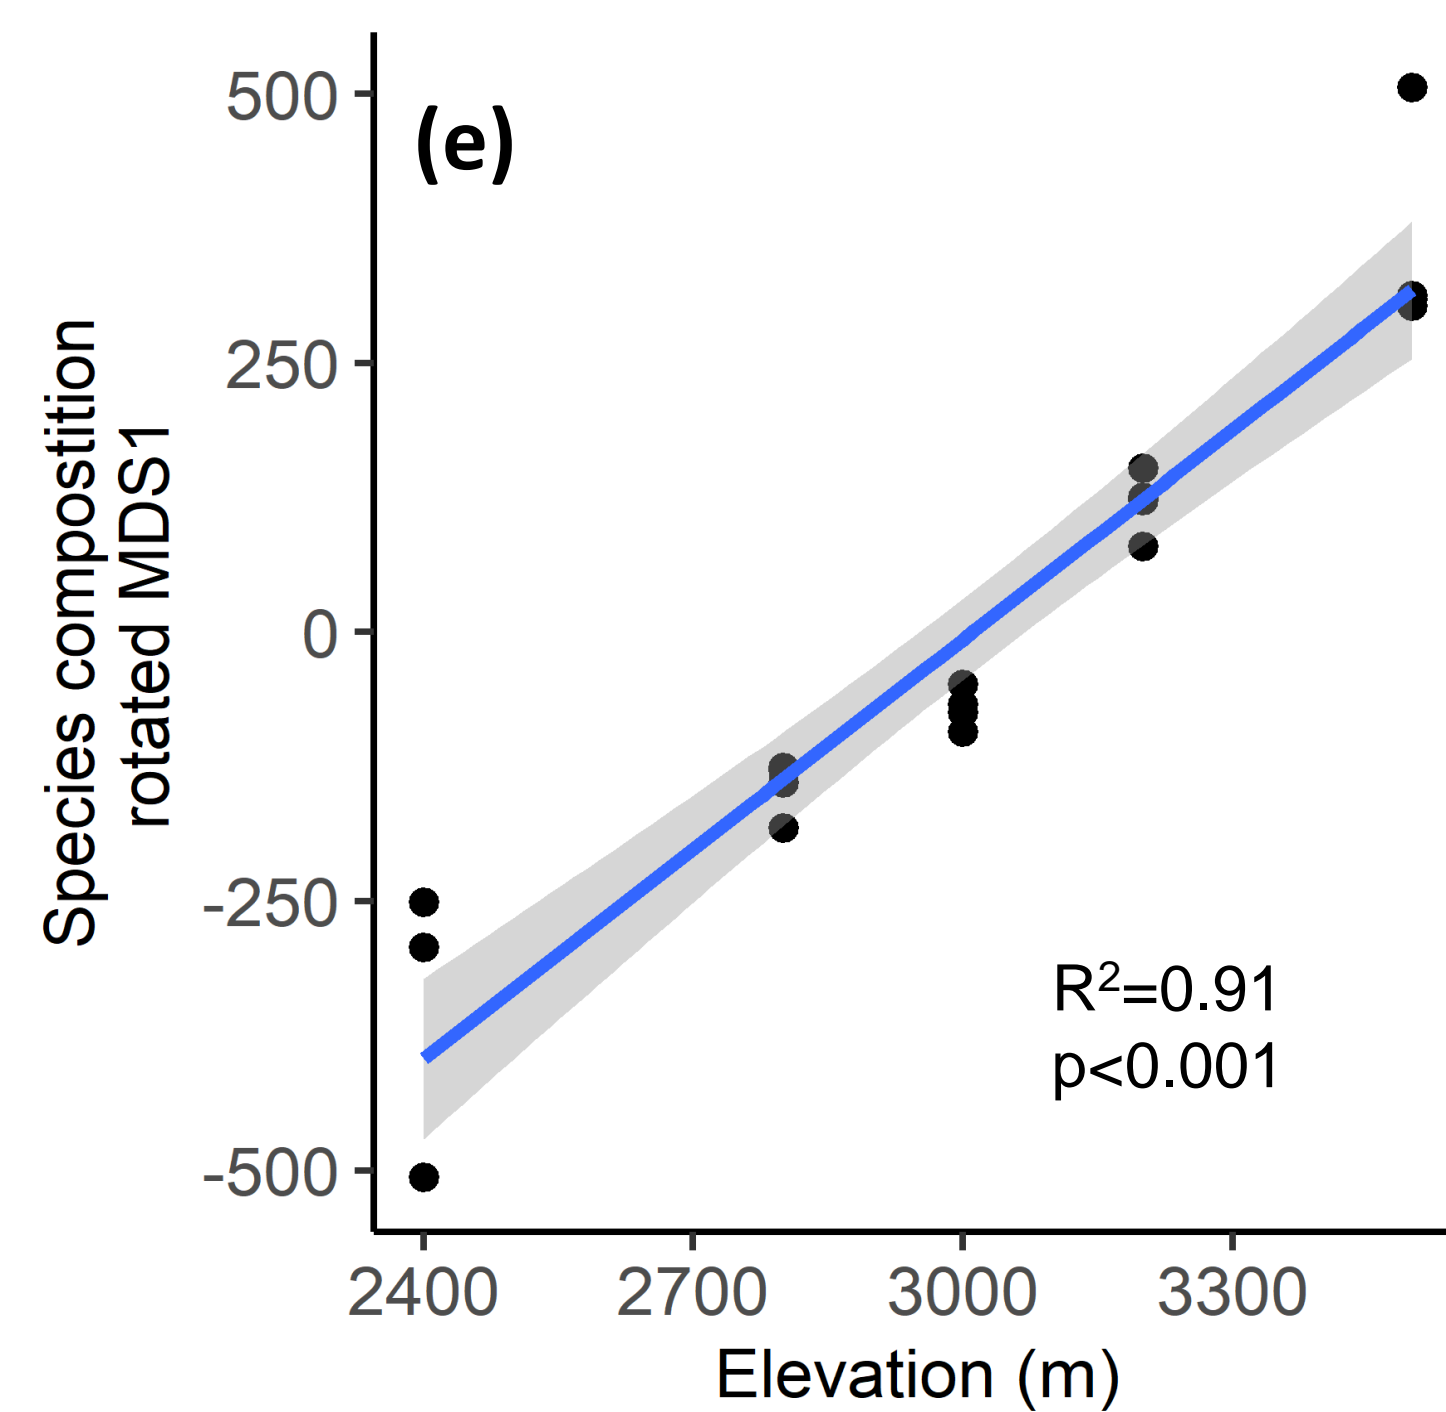 (e)
500
250
0
-250
-500
Species compostition
rotated MDS1
R²=0.91
p<0.001
2400 2700 3000 3300
Elevation (m)